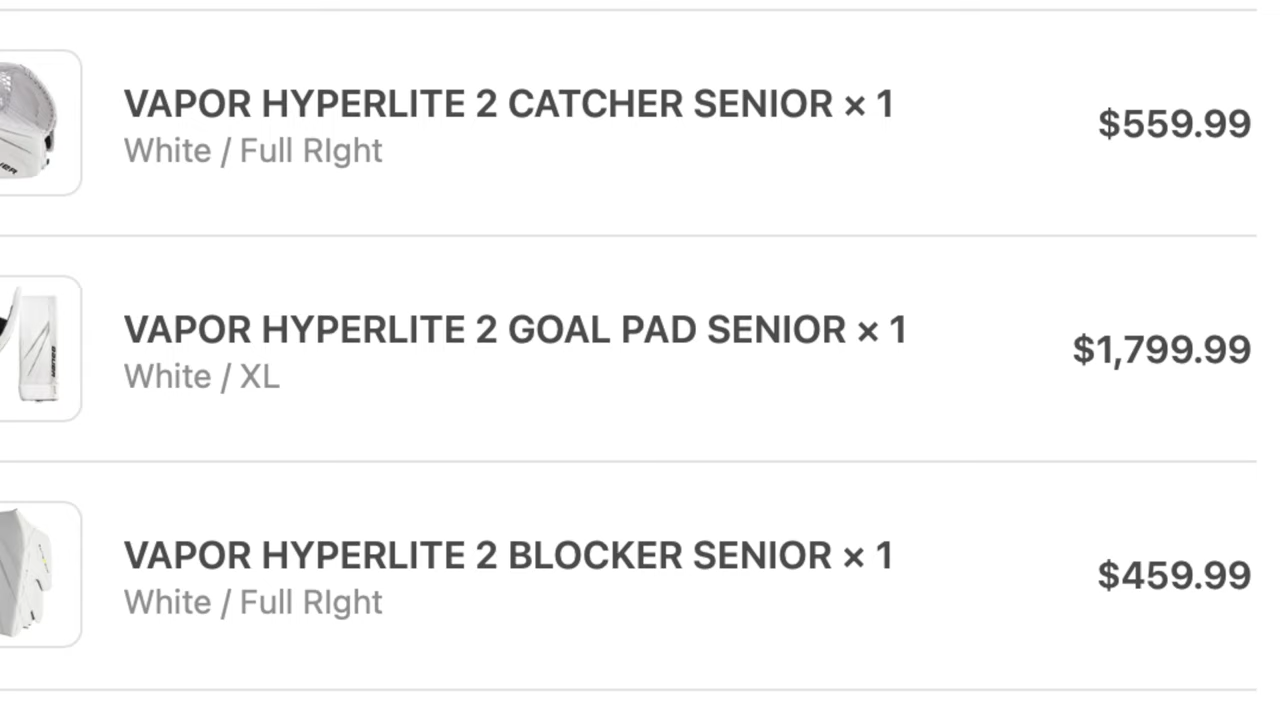 VAPOR HYPERLITE 2 CATCHER SENIOR × 1
White / Full RIght
$559.99
VAPOR HYPERLITE 2 GOAL PAD SENIOR × 1
White / XL
$1,799.99
BAUER
VAPOR HYPERLITE 2 BLOCKER SENIOR × 1
White / Full RIght
$459.99